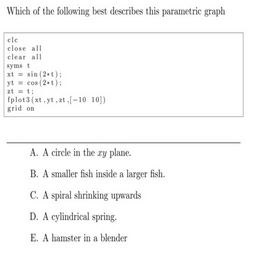 Which of the following best describes this parametric graph
clc
close all
clear all
syms t
xt = sin(2*t);
yt = cos(2*t);
zt = t;
fplot3(xt,yt,zt,[-10 10])
grid on
A. A circle in the xy plane.
B. A smaller fish inside a larger fish.
C. A spiral shrinking upwards
D. A cylindrical spring.
E. A hamster in a blender